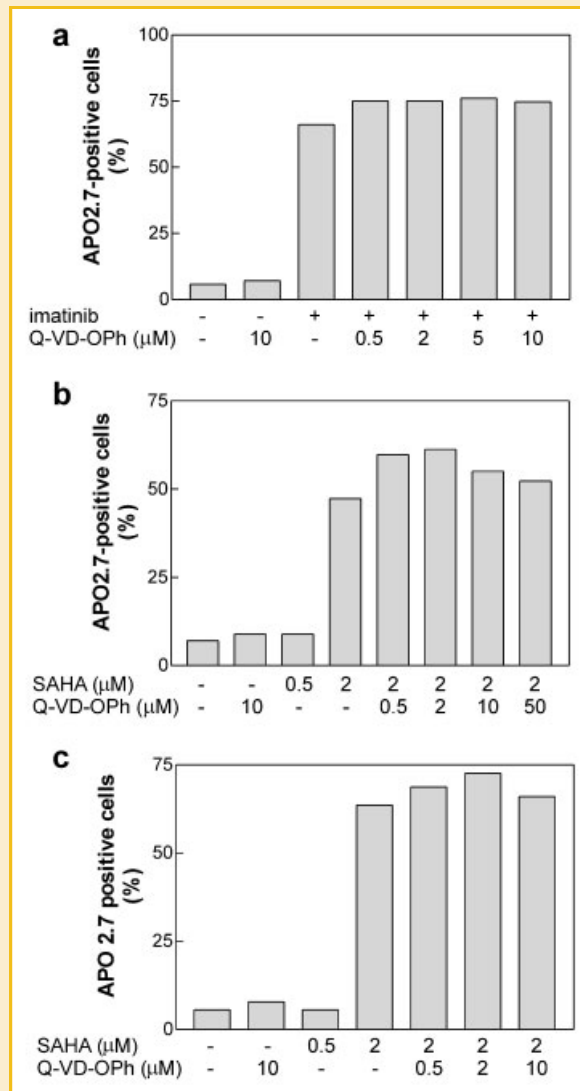 a
APO2.7-positive cells
(%)
100
75
50
25
0
imatinib - - + + + + +
Q-VD-OPh (μM) - 10 - 0.5 2 5 10
b
APO2.7-positive cells
(%)
75
50
25
0
SAHA (μM) - - 0.5 2 2 2 2 2
Q-VD-OPh (μM) - 10 - - 0.5 2 10 50
c
APO 2.7 positive cells
(%)
75
50
25
0
SAHA (μM) - - 0.5 2 2 2 2
Q-VD-OPh (μM) - 10 - - 0.5 2 10